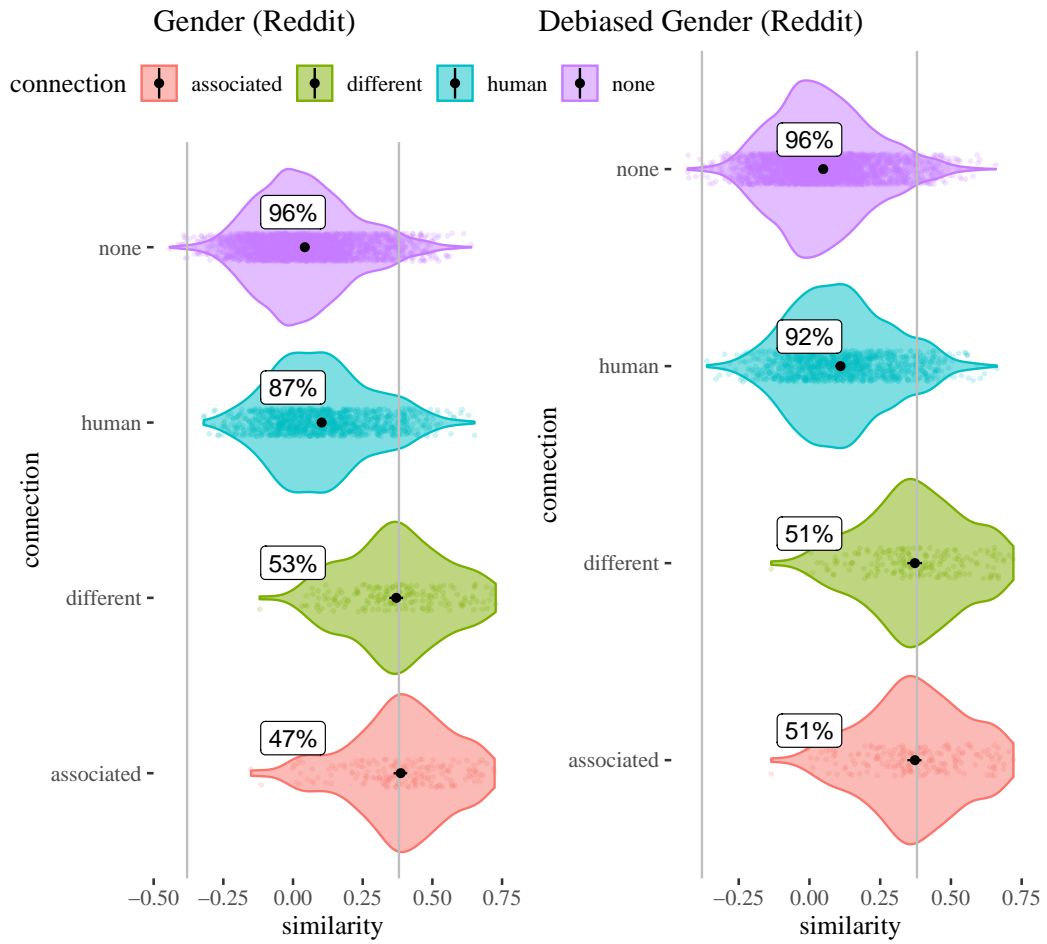 Gender (Reddit)
connection associated different human none
none
human
different
associated
connection
96%
87%
53%
47%
−0.50 −0.25 0.00 0.25 0.50 0.75
similarity
Debiased Gender (Reddit)
none
human
different
associated
connection
96%
92%
51%
51%
−0.25 0.00 0.25 0.50 0.75
similarity